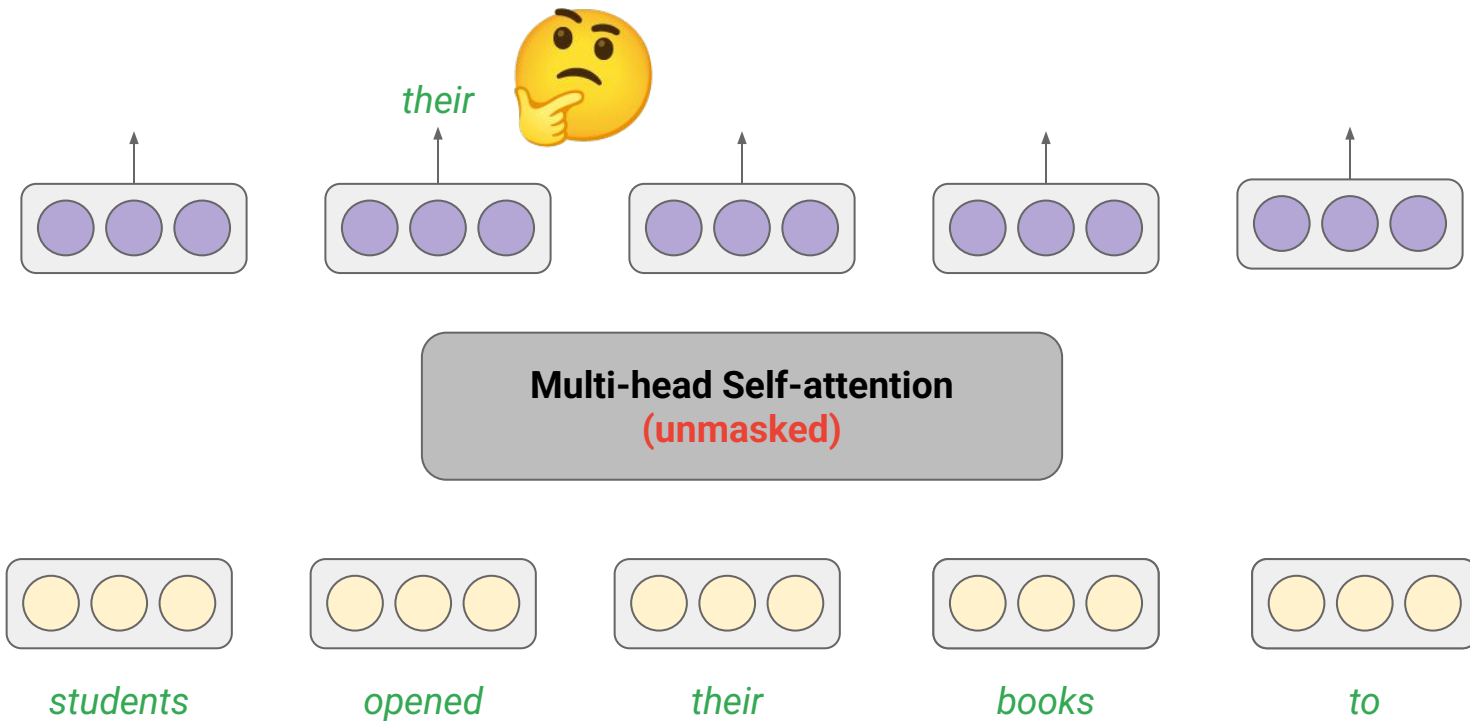 their
Multi-head Self-attention
(unmasked)
students opened their books to